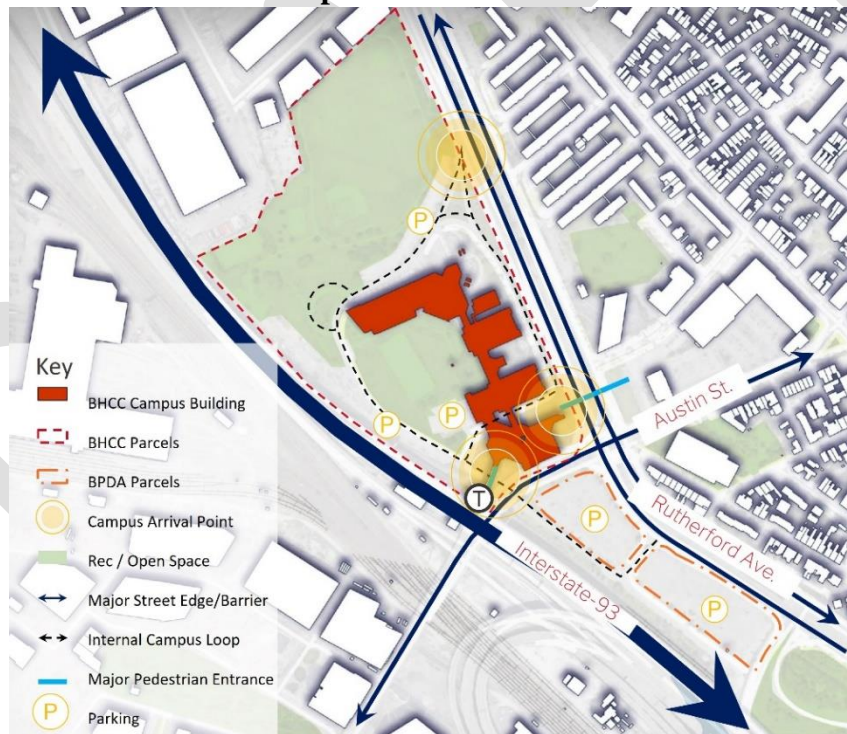 P
P
P
T
P
P
Austin St.
Rutherford Ave.
Interstate-93
Key
BHCC Campus Building
BHCC Parcels
BPDA Parcels
Campus Arrival Point
Rec / Open Space
Major Street Edge/Barrier
Internal Campus Loop
Major Pedestrian Entrance
P Parking